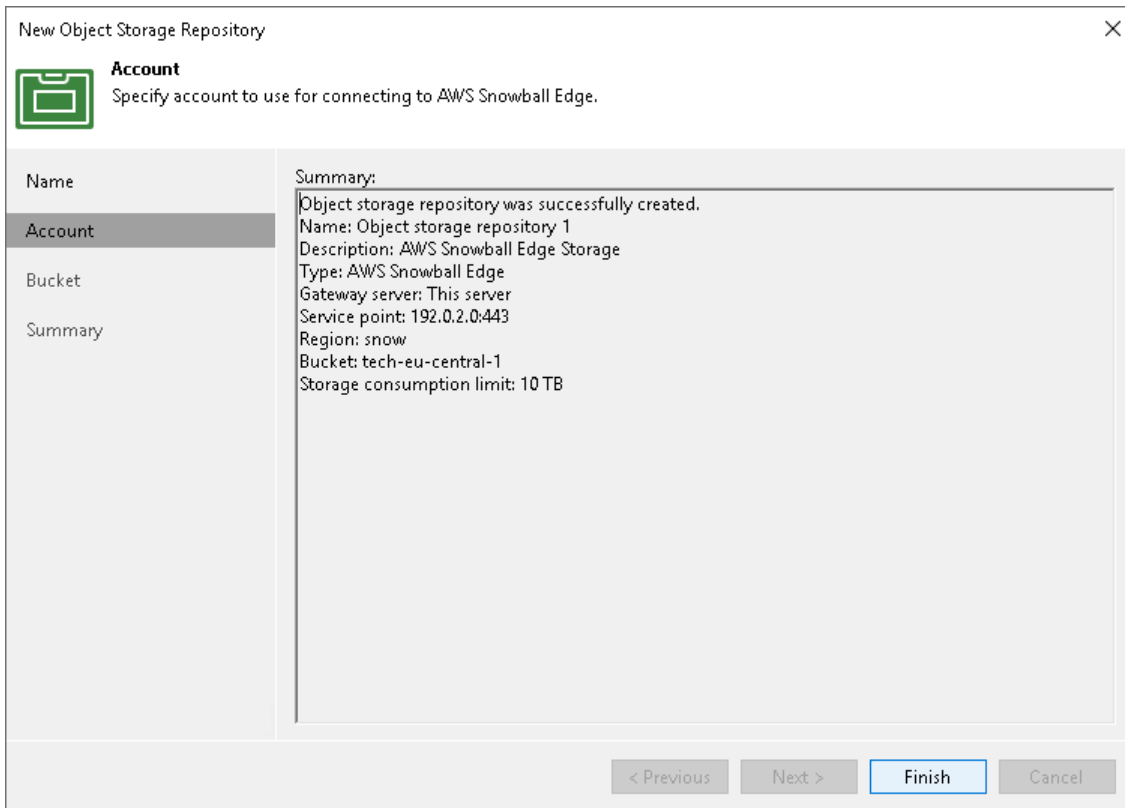 New Object Storage Repository
Account
Specify account to use for connecting to AWS Snowball Edge.
Name
Account
Bucket
Summary
Summary:
Object storage repository was successfully created.
Name: Object storage repository 1
Description: AWS Snowball Edge Storage
Type: AWS Snowball Edge
Gateway server: This server
Service point: 192.0.2.0:443
Region: snow
Bucket: tech-eu-central-1
Storage consumption limit: 10 TB
< Previous
Next >
Finish
Cancel